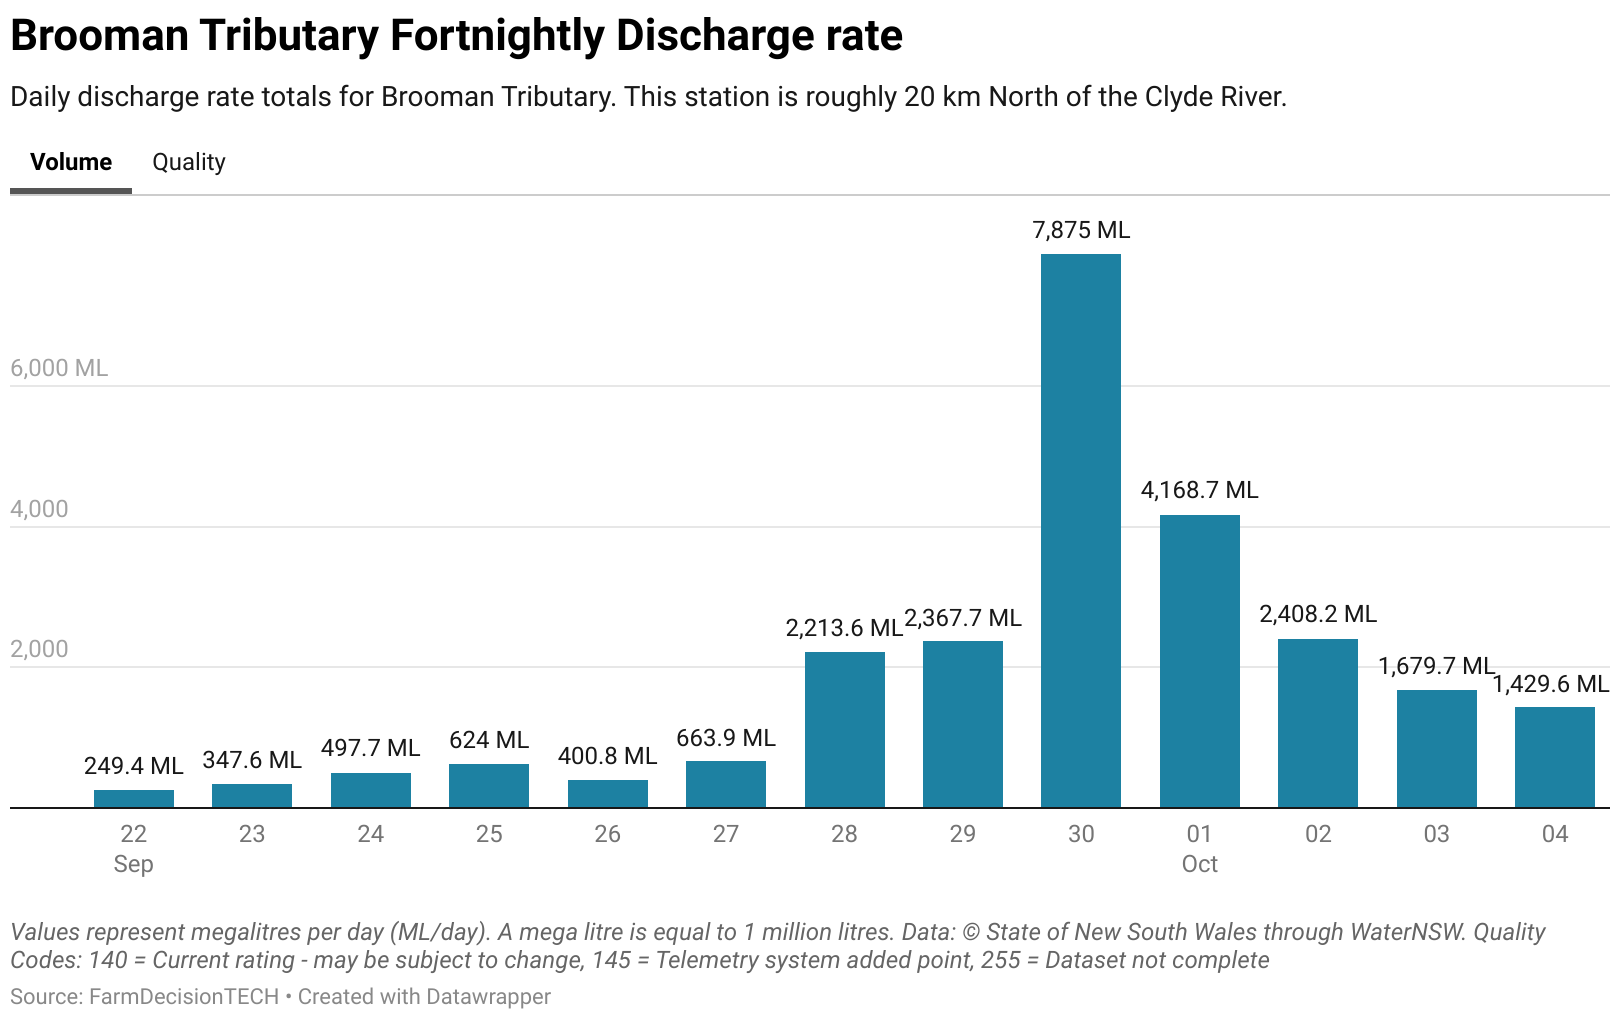 Brooman Tributary Fortnightly Discharge rate
Daily discharge rate totals for Brooman Tributary. This station is roughly 20 km North of the Clyde River.
Volume Quality
7,875 ML
6,000 ML
4,168.7 ML
4,000
2,213.6 ML 2,367.7 ML 2,408.2 ML
2,000
1,679.7 ML 1,429.6 ML
249.4 ML 347.6 ML 497.7 ML 624 ML 400.8 ML 663.9 ML
22 23 24 25 26 27 28 29 30 01 02 03 04
Sep Oct
Values represent megalitres per day (ML/day). A mega litre is equal to 1 million litres. Data: © State of New South Wales through WaterNSW. Quality
Codes: 140 = Current rating - may be subject to change, 145 = Telemetry system added point, 255 = Dataset not complete
Source: FarmDecisionTECH • Created with Datawrapper